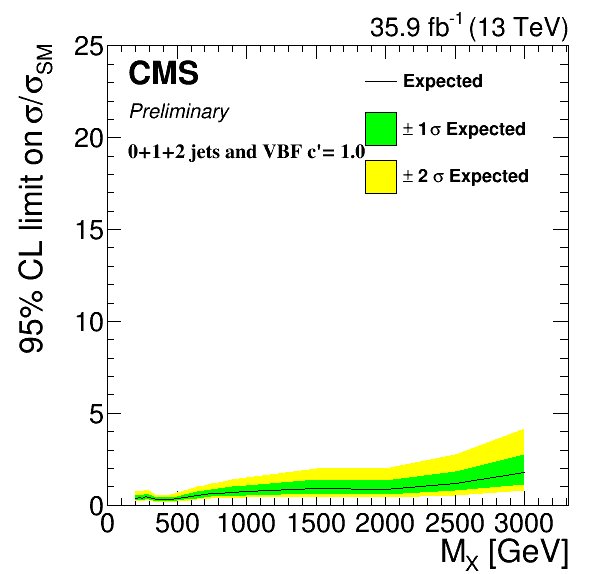 35.9 fb⁻¹ (13 TeV)
95% CL limit on σ/σ_SM
25
20
15
10
5
0
CMS
Preliminary
0+1+2 jets and VBF c'= 1.0
Expected
± 1σ Expected
± 2 σ Expected
0 500 1000 1500 2000 2500 3000
M_X [GeV]